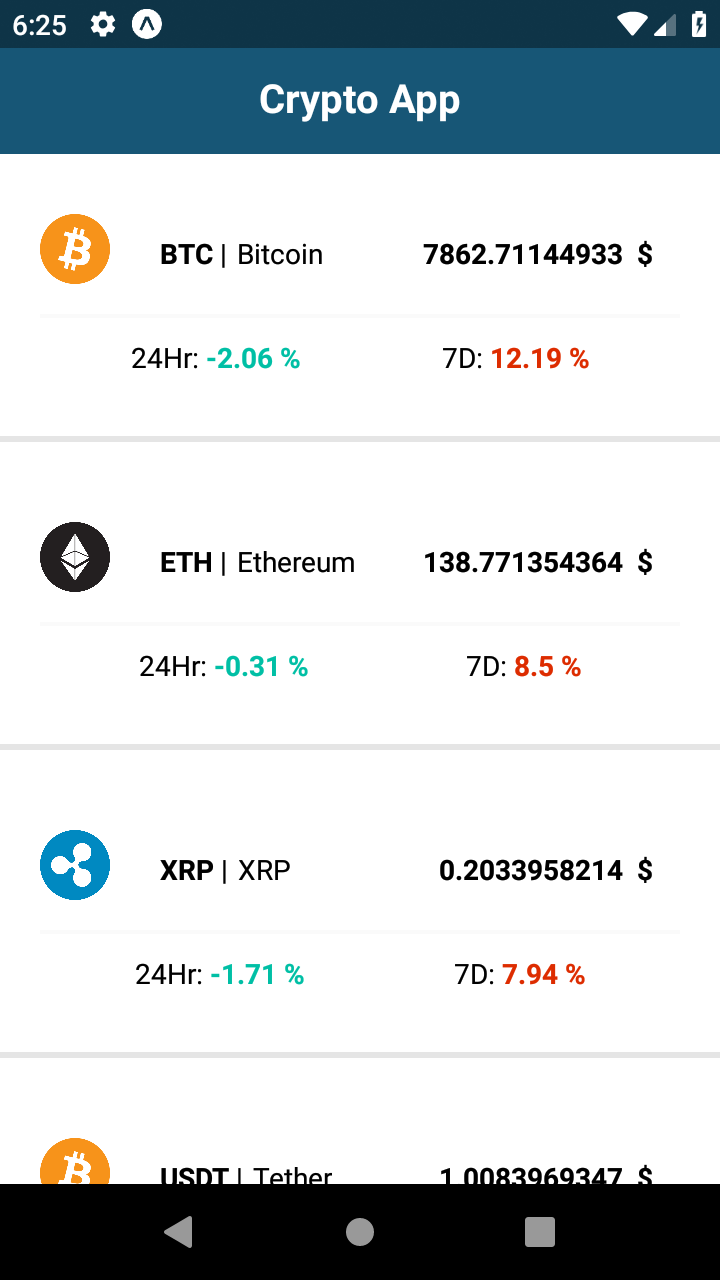 6:25
Crypto App
BTC | Bitcoin 7862.71144933 $
24Hr: -2.06 % 7D: 12.19 %
ETH | Ethereum 138.771354364 $
24Hr: -0.31 % 7D: 8.5 %
XRP | XRP 0.2033958214 $
24Hr: -1.71 % 7D: 7.94 %
USDT | Tether 1.0083969347 $